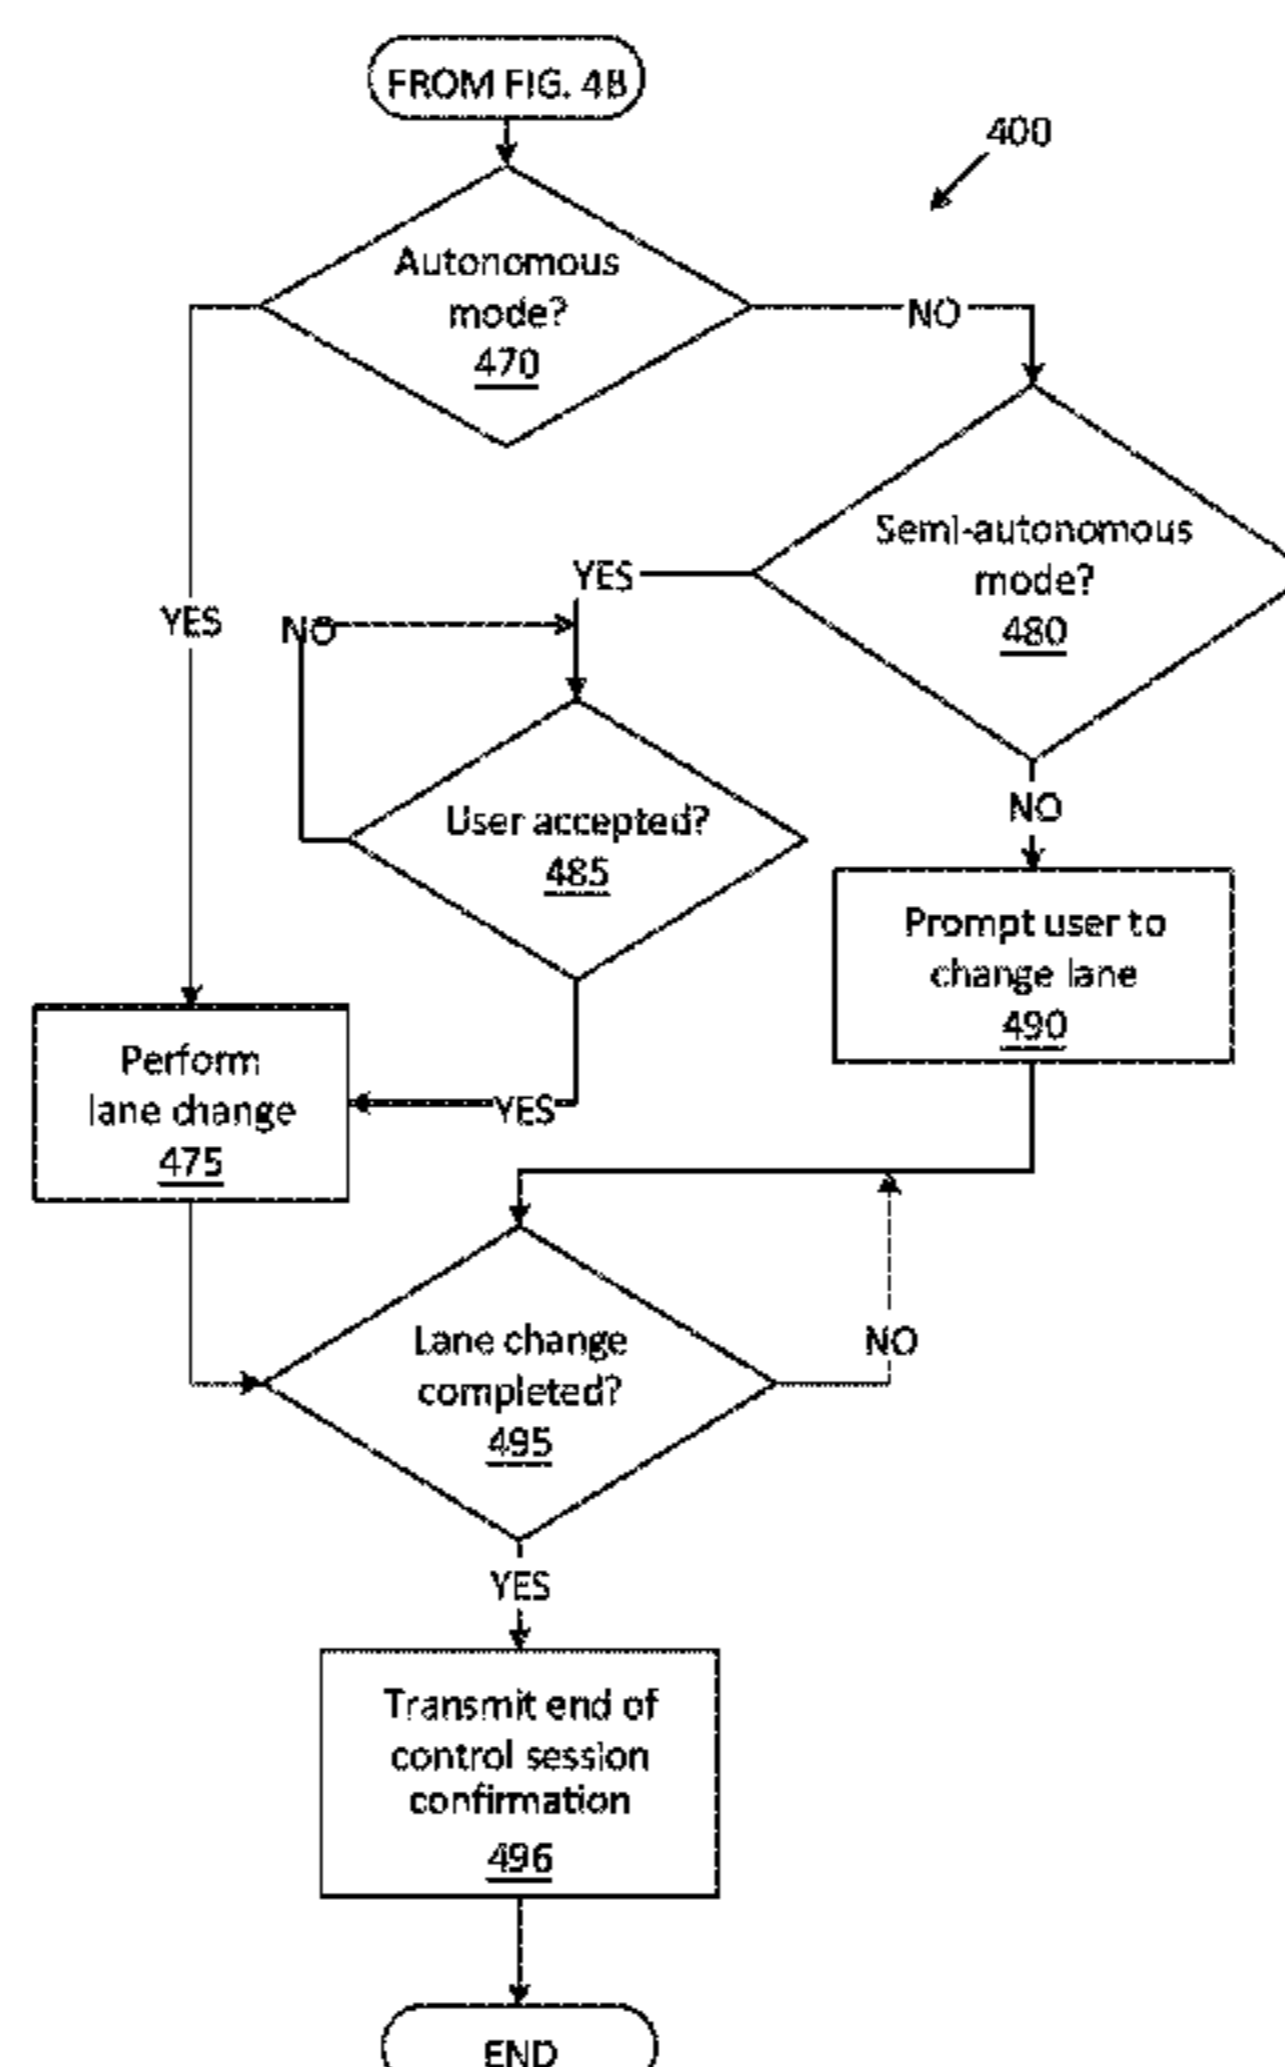 FROM FIG. 4B
400
Autonomous
mode?
470
NO
Semi-autonomous
mode?
480
YES
YES
NO
NO
User accepted?
485
Prompt user to
change lane
490
Perform
lane change
475
YES
Lane change
completed?
495
NO
YES
Transmit end of
control session
confirmation
496
END